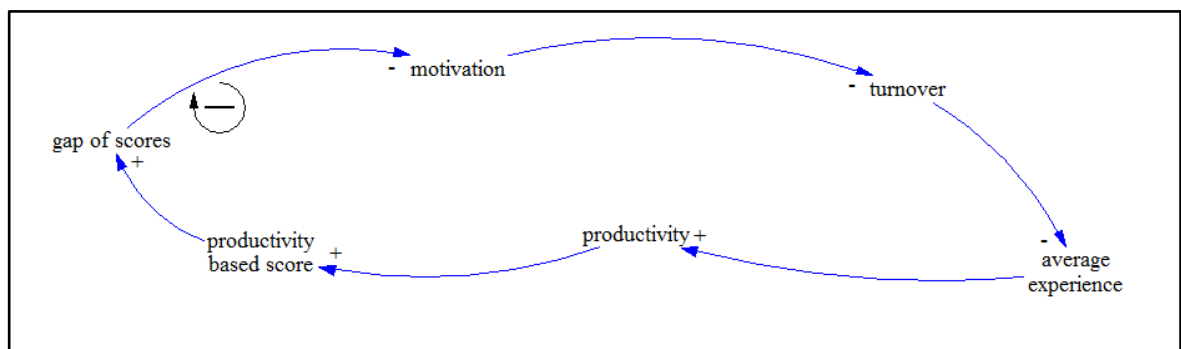 - motivation
- turnover
gap of scores
+
-
average
experience
productivity +
productivity
based score
+